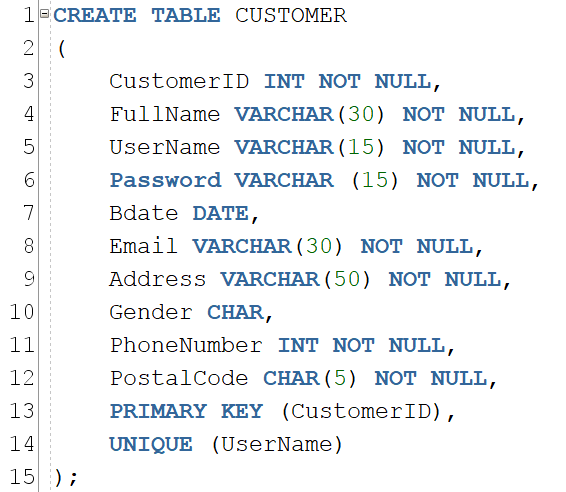 1 CREATE TABLE CUSTOMER
2 (
3 CustomerID INT NOT NULL,
4 FullName VARCHAR(30) NOT NULL,
5 UserName VARCHAR(15) NOT NULL,
6 Password VARCHAR (15) NOT NULL,
7 Bdate DATE,
8 Email VARCHAR(30) NOT NULL,
9 Address VARCHAR(50) NOT NULL,
10 Gender CHAR,
11 PhoneNumber INT NOT NULL,
12 PostalCode CHAR(5) NOT NULL,
13 PRIMARY KEY (CustomerID),
14 UNIQUE (UserName)
15 );